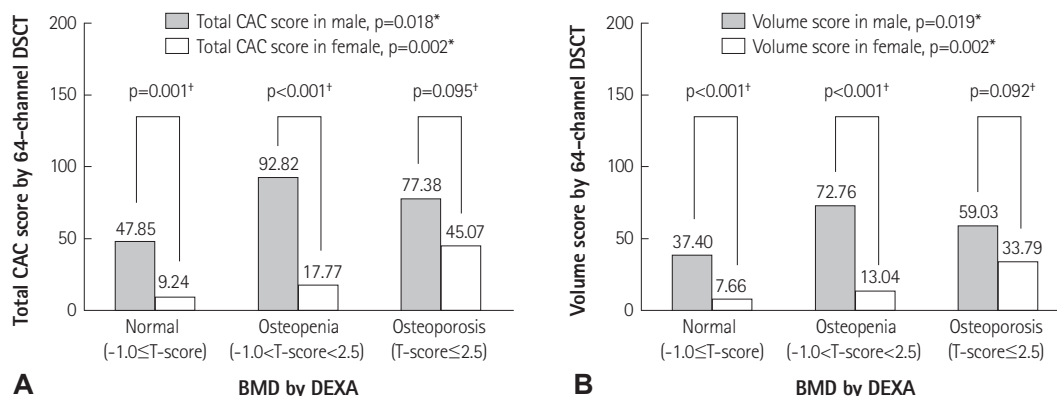 Total CAC score in male, p=0.018*
Total CAC score in female, p=0.002*
Total CAC score by 64-channel DSCT
200
150
100
50
0
p=0.001†
p<0.001†
p=0.095†
47.85
9.24
92.82
17.77
77.38
45.07
Normal
(-1.0≤T-score)
Osteopenia
(-1.0<T-score<2.5)
Osteoporosis
(T-score≤2.5)
A
BMD by DEXA
Volume score in male, p=0.019*
Volume score in female, p=0.002*
Volume score by 64-channel DSCT
200
150
100
50
0
p<0.001†
p<0.001†
p=0.092†
37.40
7.66
72.76
13.04
59.03
33.79
Normal
(-1.0≤T-score)
Osteopenia
(-1.0<T-score<2.5)
Osteoporosis
(T-score≤2.5)
B
BMD by DEXA